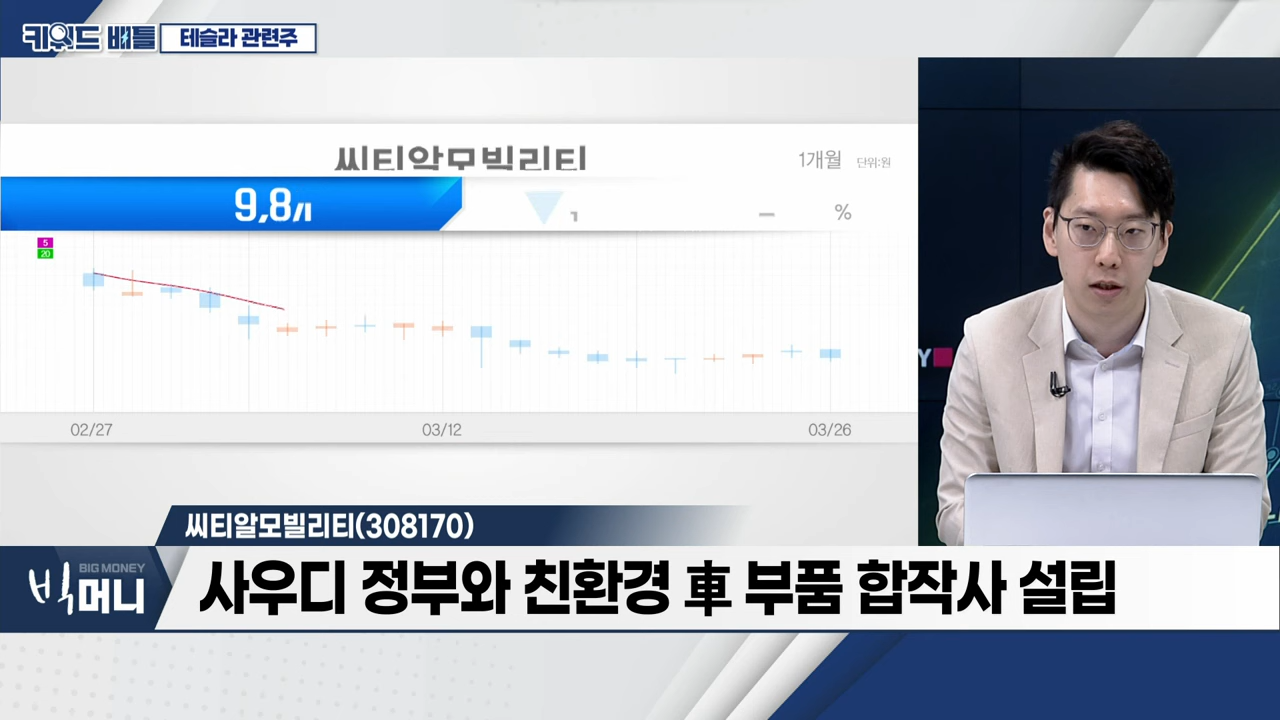 키워드 배틀 테슬라 관련주
씨티알모빌리티 1개월 단위:원
%
5
20
02/27 03/12 03/26
씨티알모빌리티(308170)
BIG MONEY
빅머니
사우디 정부와 친환경 車 부품 합작사 설립